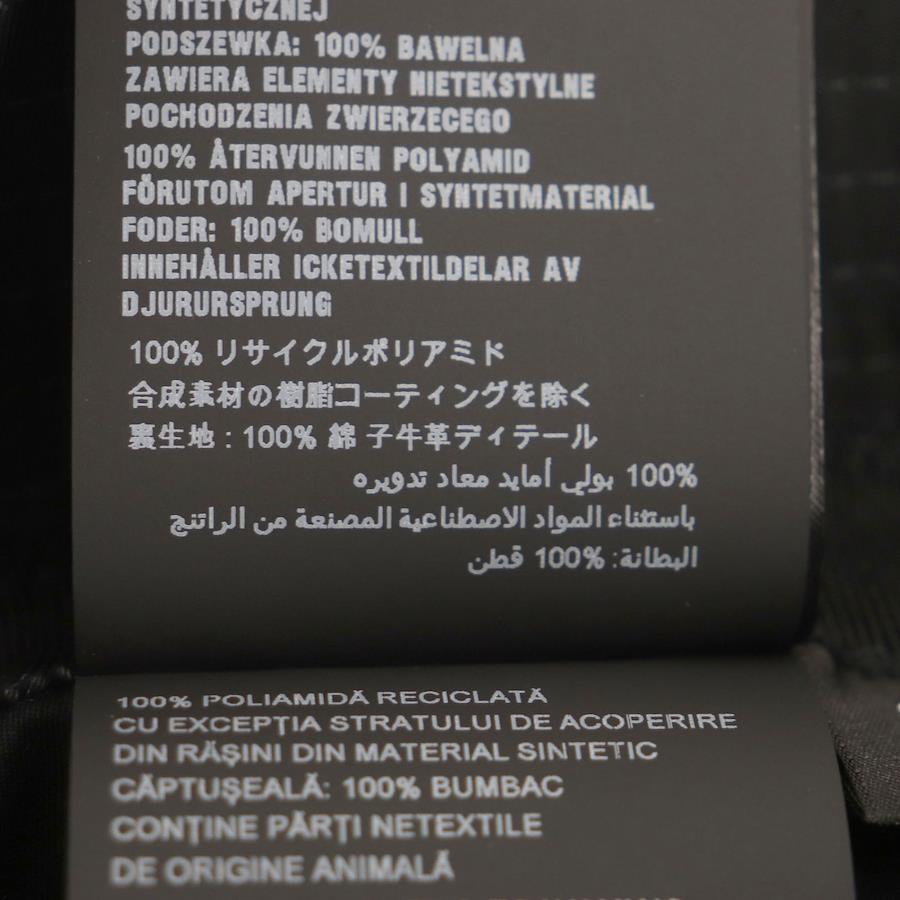 SYNTETYCZNEJ
PODSZEWKA: 100% BAWELNA
ZAWIERA ELEMENTY NIETEKSTYLNE
POCHODZENIA ZWIERZECEGO
100% ÅTERVUNNEN POLYAMID
FÖRUTOM APERTUR I SYNTETMATERIAL
FODER: 100% BOMULL
INNEHÅLLER ICKETEXTILDELAR AV
DJURURSPRUNG
100% リサイクルポリアミド
合成素材の樹脂コーティングを除く
裏生地 : 100% 綿 子牛革ディテール
100% بولي أمايد معاد تدويره
باستثناء المواد الاصطناعية المصنعة من الراتنج
البطانة: 100% قطن
100% POLIAMIDĂ RECICLATĂ
CU EXCEPȚIA STRATULUI DE ACOPERIRE
DIN RĂȘINI DIN MATERIAL SINTETIC
CĂPTUȘEALĂ: 100% BUMBAC
CONȚINE PĂRȚI NETEXTILE
DE ORIGINE ANIMALĂ